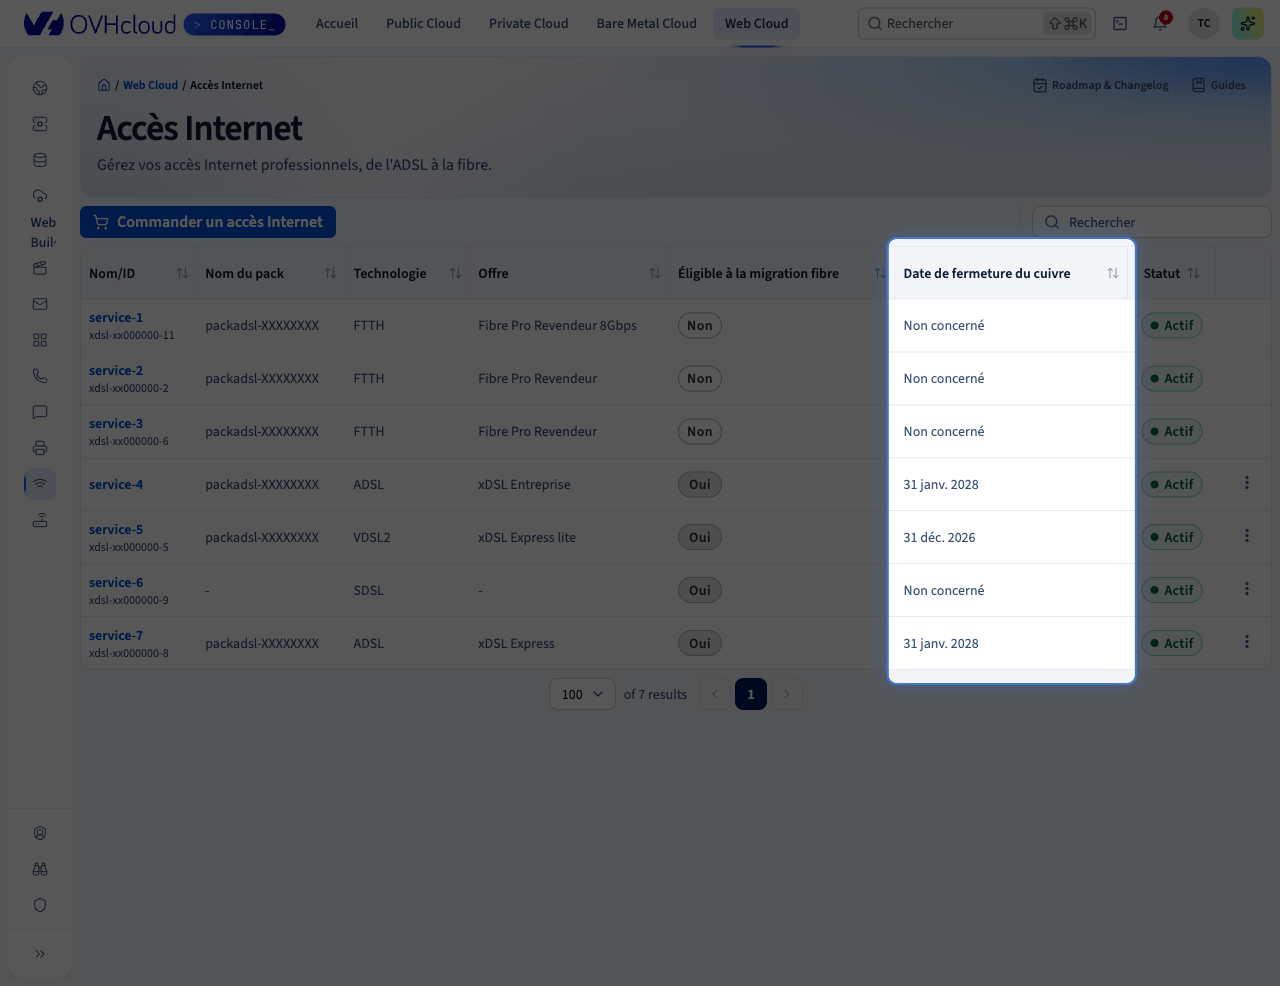 OVHcloud > CONSOLE_ Accueil Public Cloud Private Cloud Bare Metal Cloud Web Cloud Rechercher ⇧⌘K 8 TC
/ Web Cloud / Accès Internet Roadmap & Changelog Guides
Accès Internet
Gérez vos accès Internet professionnels, de l'ADSL à la fibre.
Web
Buil
Commander un accès Internet Rechercher
Nom/ID Nom du pack Technologie Offre Éligible à la migration fibre Date de fermeture du cuivre Statut
service-1 packadsl-XXXXXXXX FTTH Fibre Pro Revendeur 8Gbps Non Non concerné Actif
xdsl-xx000000-11
service-2 packadsl-XXXXXXXX FTTH Fibre Pro Revendeur Non Non concerné Actif
xdsl-xx000000-2
service-3 packadsl-XXXXXXXX FTTH Fibre Pro Revendeur Non Non concerné Actif
xdsl-xx000000-6
service-4 packadsl-XXXXXXXX ADSL xDSL Entreprise Oui 31 janv. 2028 Actif
service-5 packadsl-XXXXXXXX VDSL2 xDSL Express lite Oui 31 déc. 2026 Actif
xdsl-xx000000-5
service-6 - SDSL - Oui Non concerné Actif
xdsl-xx000000-9
service-7 packadsl-XXXXXXXX ADSL xDSL Express Oui 31 janv. 2028 Actif
xdsl-xx000000-8
100 of 7 results 1